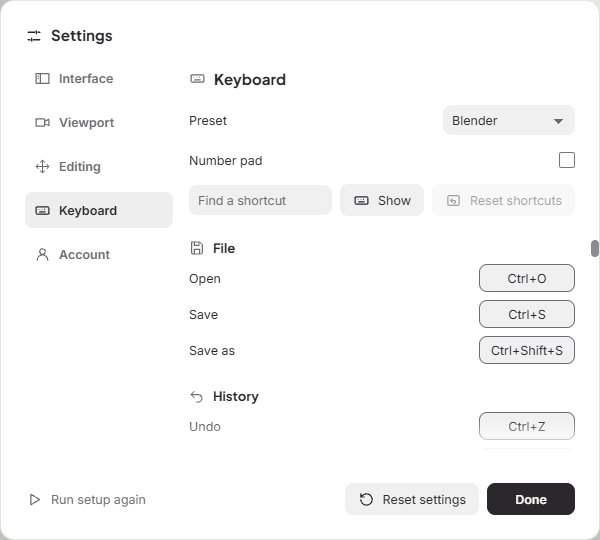 Settings
Interface
Viewport
Editing
Keyboard
Account
Keyboard
Preset
Blender
Number pad
Find a shortcut
Show
Reset shortcuts
File
Open
Ctrl+O
Save
Ctrl+S
Save as
Ctrl+Shift+S
History
Undo
Ctrl+Z
Run setup again
Reset settings
Done